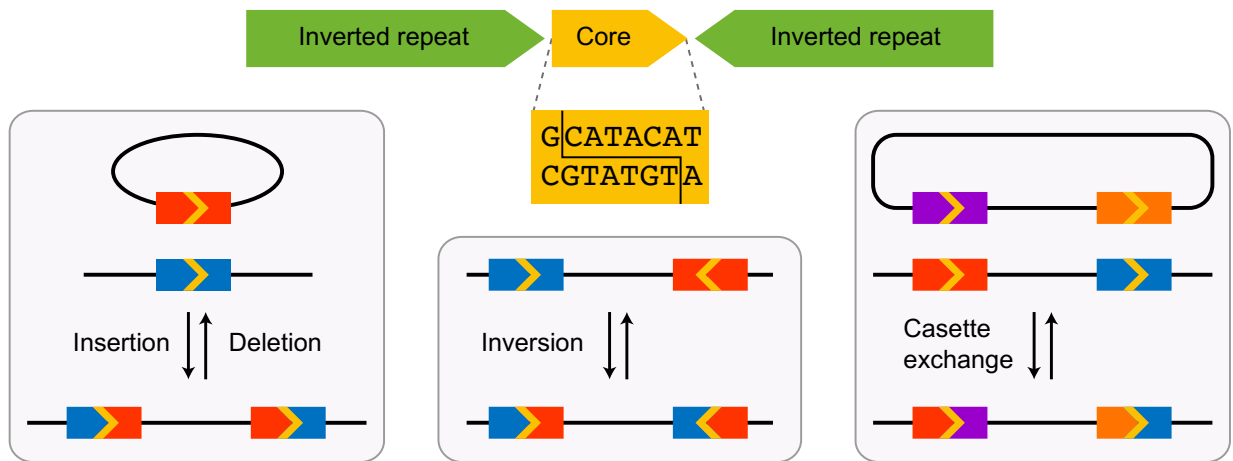 Inverted repeat
Core
Inverted repeat
GCATACAT
CGTATGTA
Insertion
Deletion
Inversion
Casette
exchange